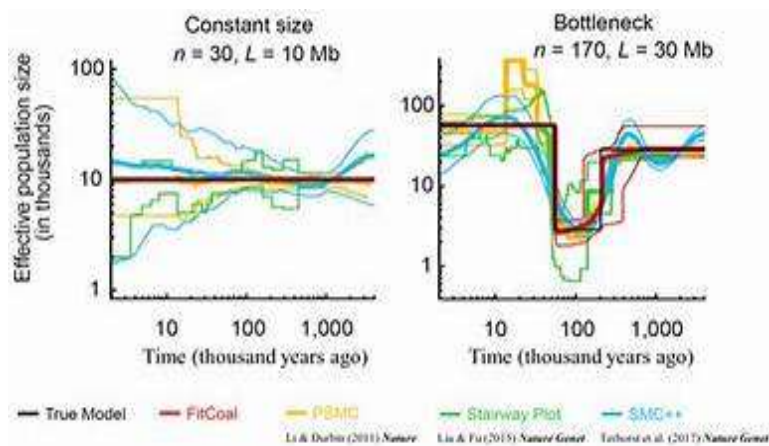 Constant size
n = 30, L = 10 Mb
Bottleneck
n = 170, L = 30 Mb
Effective population size
(in thousands)
100
10
1
100
10
1
10 100 1,000
10 100 1,000
Time (thousand years ago)
Time (thousand years ago)
True Model FitCoal PSMC Stairway Plot SMC++
Li & Durbin (2011) Nature Liu & Fu (2015) Nature Genet. Terhorst et al. (2017) Nature Genet.